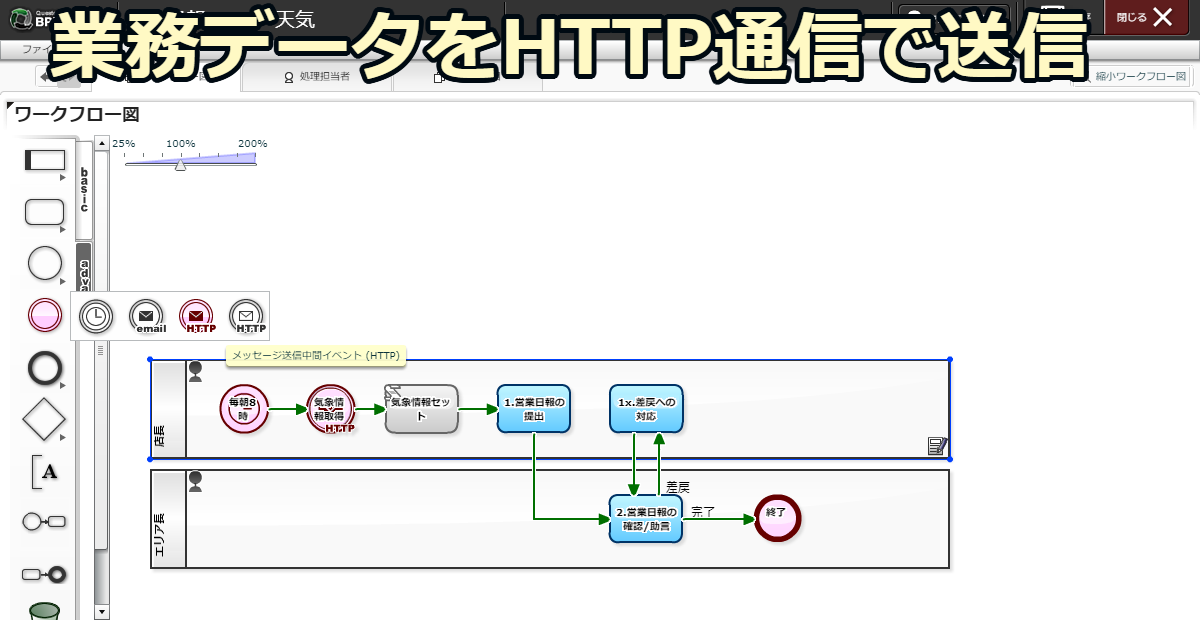 業務データをHTTP通信で送信
天気
閉じる
ファイ
処理担当者
縮小ワークフロー図
ワークフロー図
25%
100%
200%
basic
adva
email
HTTP
HTTP
メッセージ送信中間イベント (HTTP)
A
店長
毎朝8
時
気象情
報取得
HTTP
気象情報セッ
ト
1.営業日報の
提出
1x.差戻への
対応
エリア長
差戻
2.営業日報の
確認/助言
完了
終了